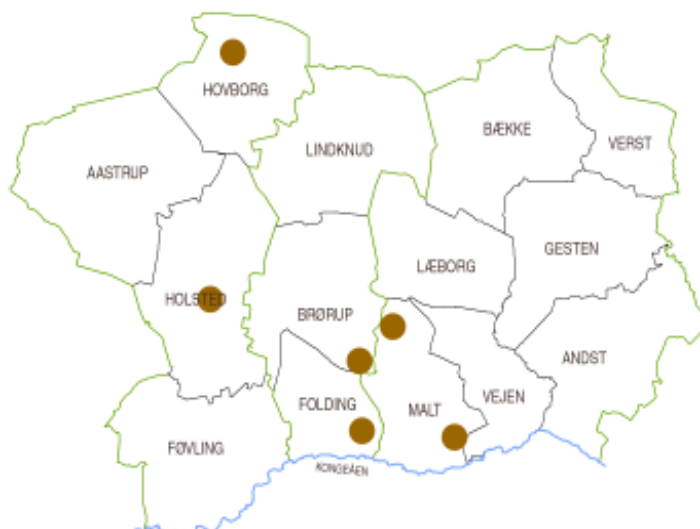 HOVBORG
BÆKKE
VERST
LINDKNUD
AASTRUP
GESTEN
LÆBORG
HOLSTED
BRØRUP
ANDST
VEJEN
FOLDING
MALT
FØVLING
KONGEÅEN